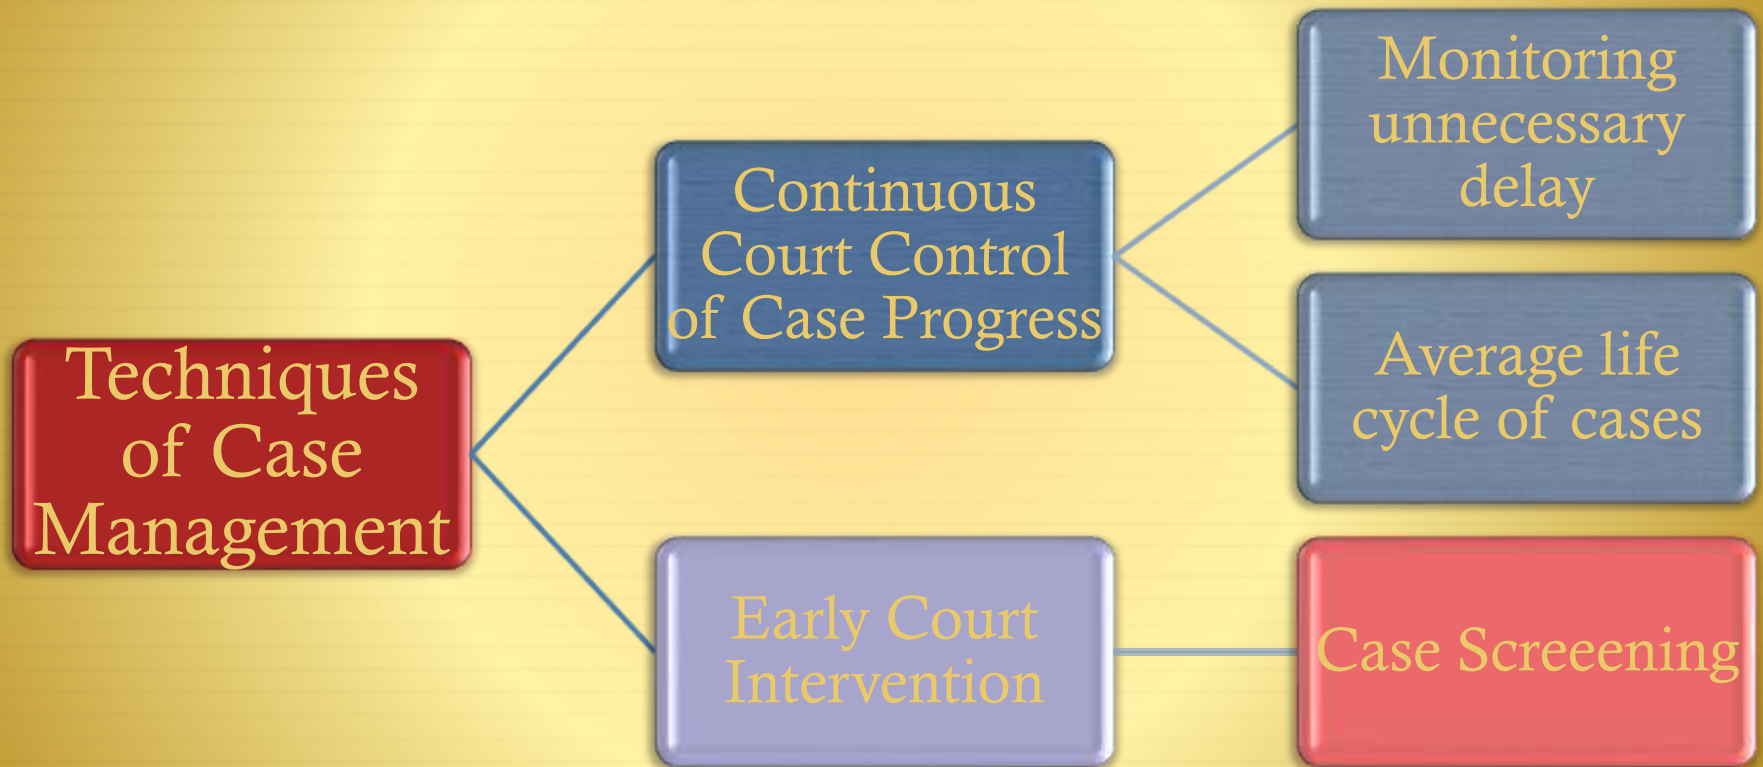 Techniques
of Case
Management
Continuous
Court Control
of Case Progress
Monitoring
unnecessary
delay
Average life
cycle of cases
Early Court
Intervention
Case Screeening